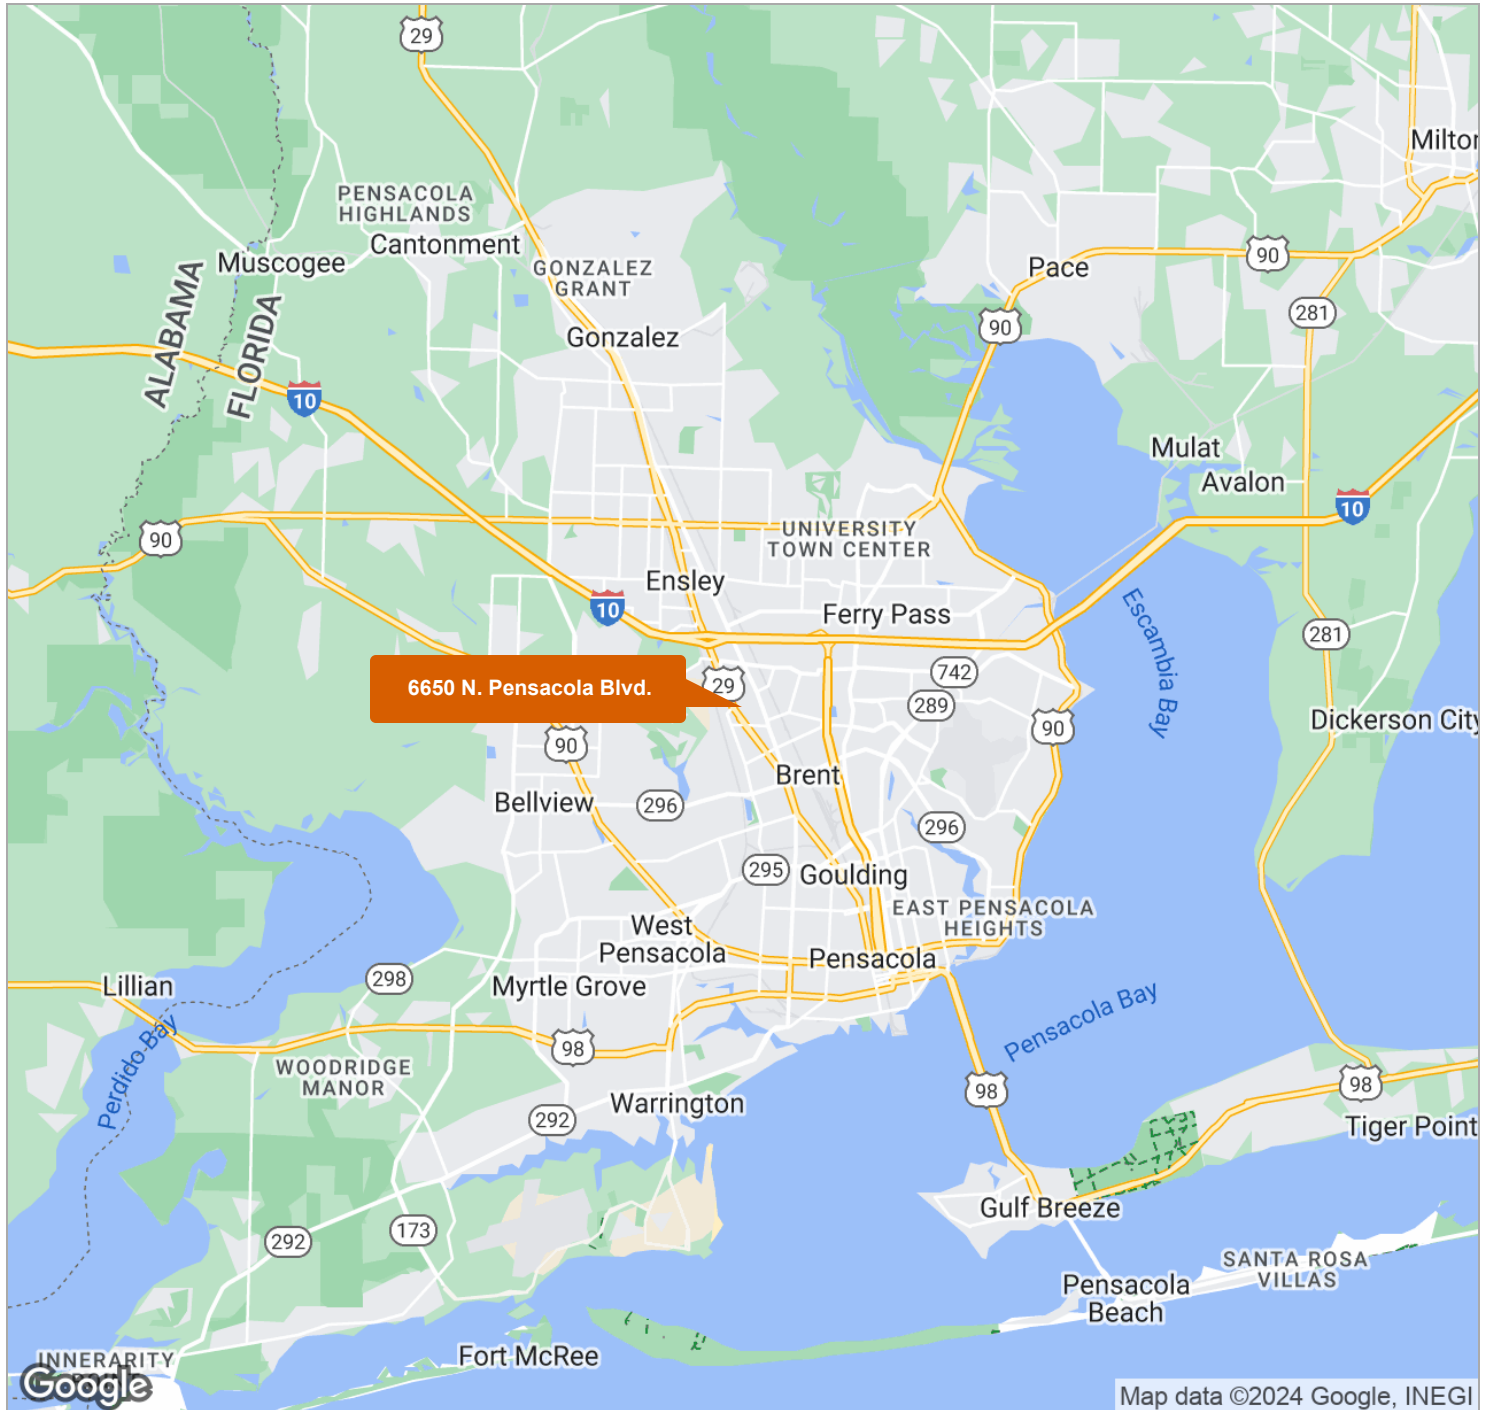 29
Milton
PENSACOLA
HIGHLANDS
Cantonment
Muscogee
GONZALEZ
GRANT
Pace
90
281
90
Gonzalez
ALABAMA
FLORIDA
10
Mulat
Avalon
10
90
UNIVERSITY
TOWN CENTER
Ensley
10
Ferry Pass
Escambia Bay
281
742
6650 N. Pensacola Blvd.
29
289
90
Dickerson City
90
Brent
Bellview
296
296
295
Goulding
EAST PENSACOLA
HEIGHTS
West
Pensacola
Pensacola
298
Lillian
Myrtle Grove
Pensacola Bay
Perdido Bay
98
WOODRIDGE
MANOR
98
98
292
Warrington
Tiger Point
Gulf Breeze
173
292
SANTA ROSA
VILLAS
Pensacola
Beach
Fort McRee
INNERARITY
Google
Map data ©2024 Google, INEGI